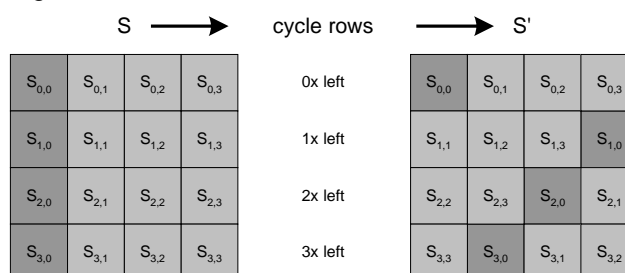 S cycle rows S'
S0,0 S0,1 S0,2 S0,3 0x left S0,0 S0,1 S0,2 S0,3
S1,0 S1,1 S1,2 S1,3 1x left S1,1 S1,2 S1,3 S1,0
S2,0 S2,1 S2,2 S2,3 2x left S2,2 S2,3 S2,0 S2,1
S3,0 S3,1 S3,2 S3,3 3x left S3,3 S3,0 S3,1 S3,2